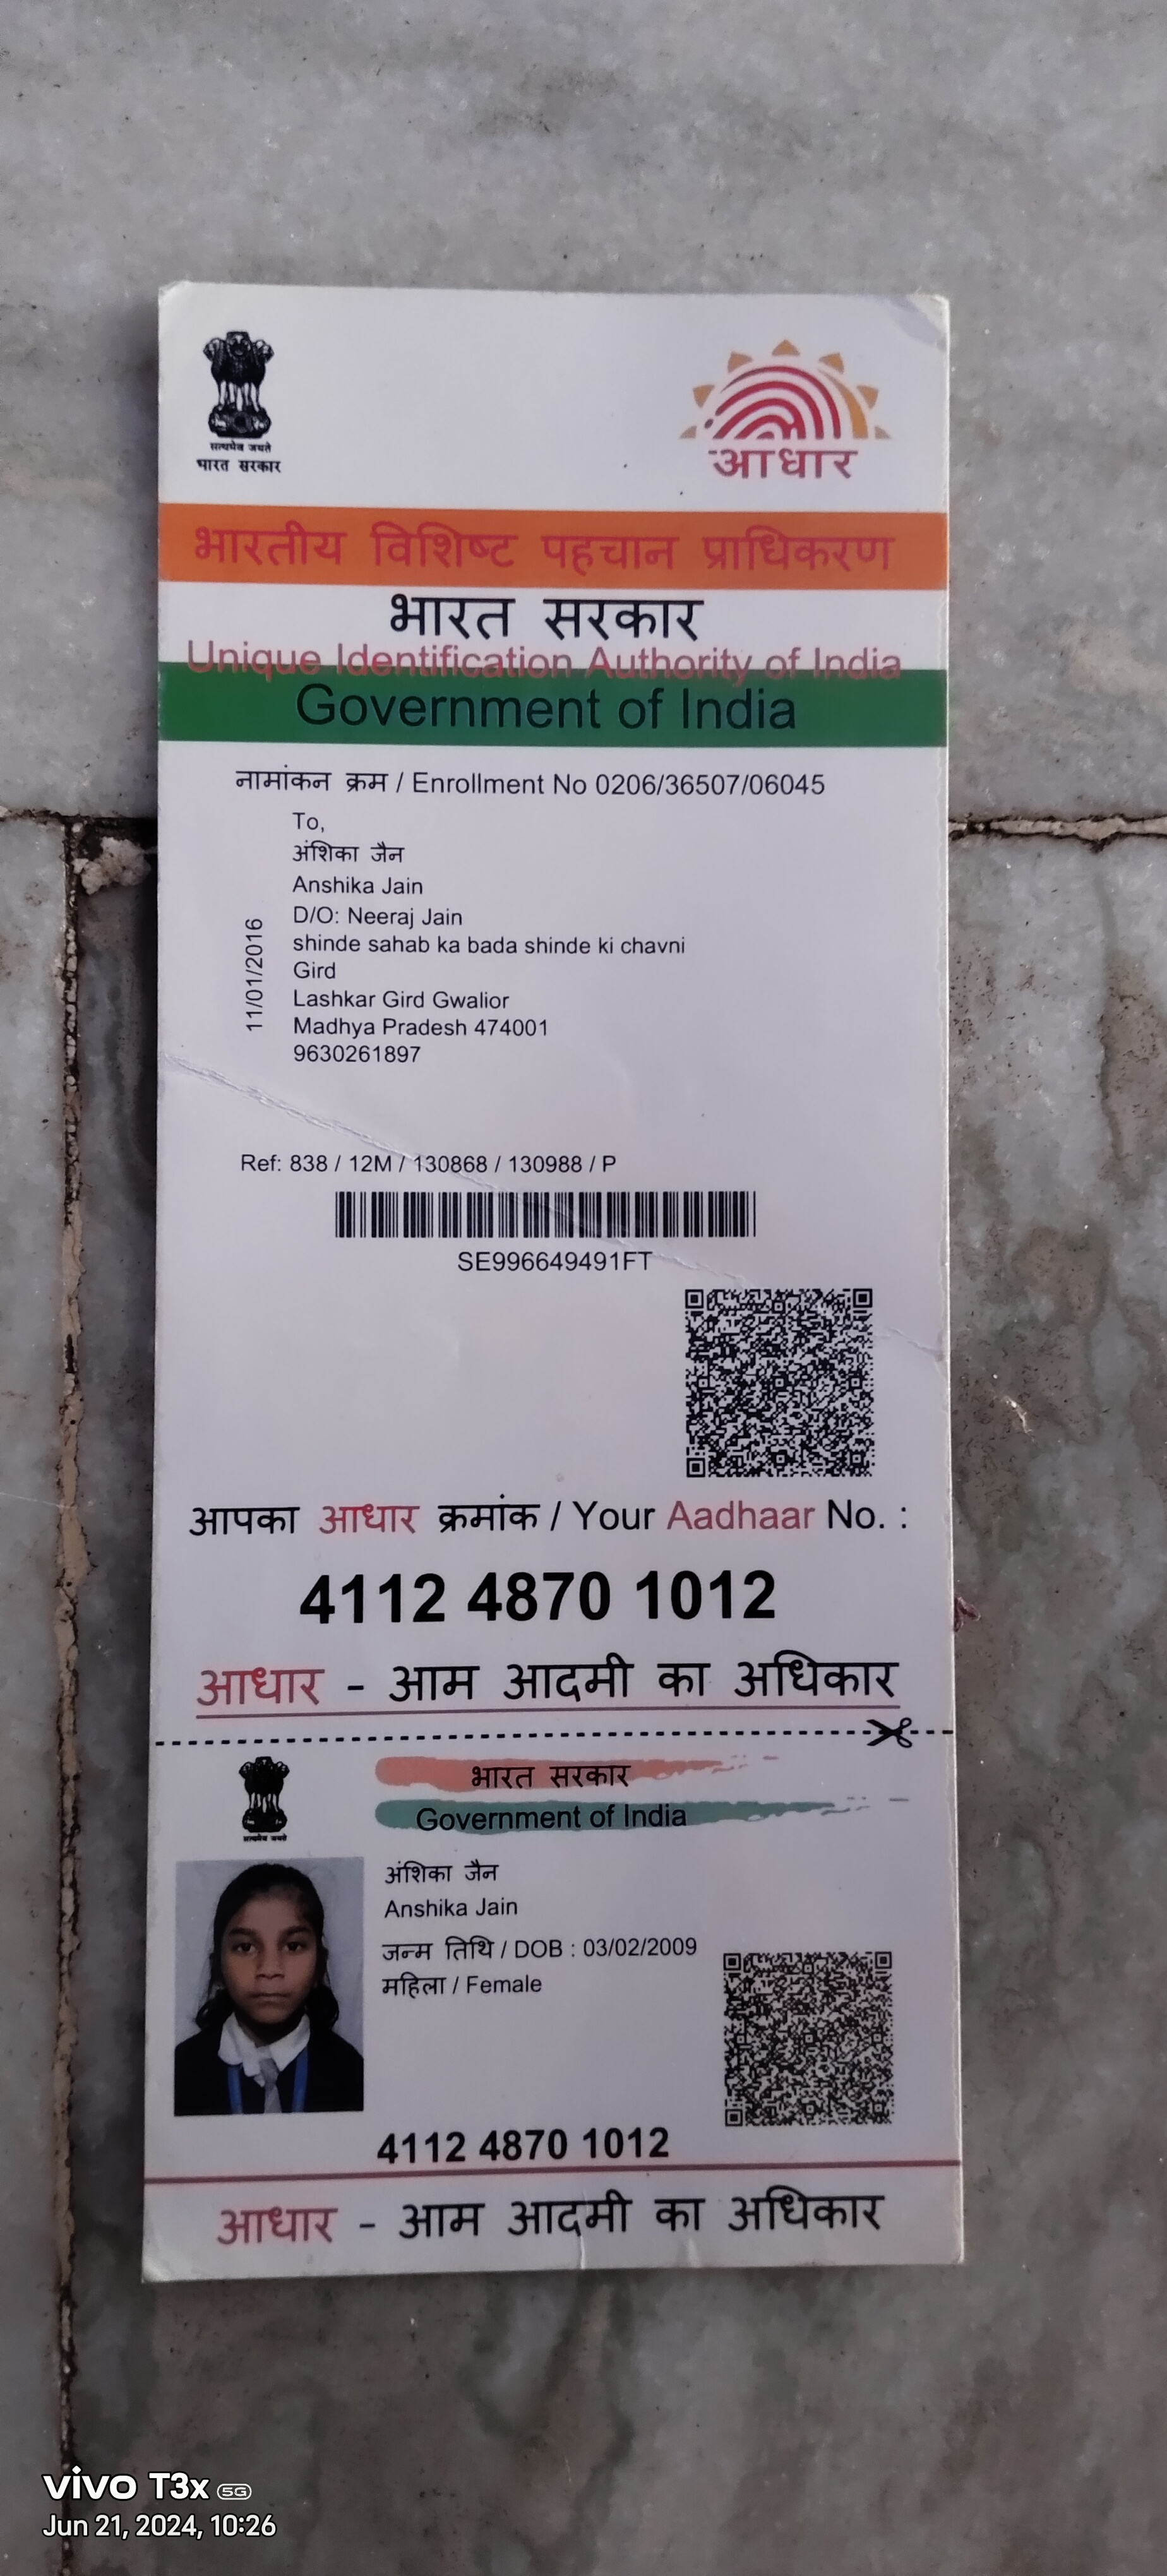 सत्यमेव जयते
भारत सरकार
आधार
भारतीय विशिष्ट पहचान प्राधिकरण
भारत सरकार
Unique Identification Authority of India
Government of India
नामांकन क्रम / Enrollment No 0206/36507/06045
To,
अंशिका जैन
Anshika Jain
D/O: Neeraj Jain
shinde sahab ka bada shinde ki chavni
Gird
Lashkar Gird Gwalior
Madhya Pradesh 474001
9630261897
11/01/2016
Ref: 838 / 12M / 130868 / 130988 / P
SE996649491FT
आपका आधार क्रमांक / Your Aadhaar No. :
4112 4870 1012
आधार - आम आदमी का अधिकार
सत्यमेव जयते
भारत सरकार
Government of India
अंशिका जैन
Anshika Jain
जन्म तिथि / DOB : 03/02/2009
महिला / Female
4112 4870 1012
आधार - आम आदमी का अधिकार
vivo T3x 5G
Jun 21, 2024, 10:26